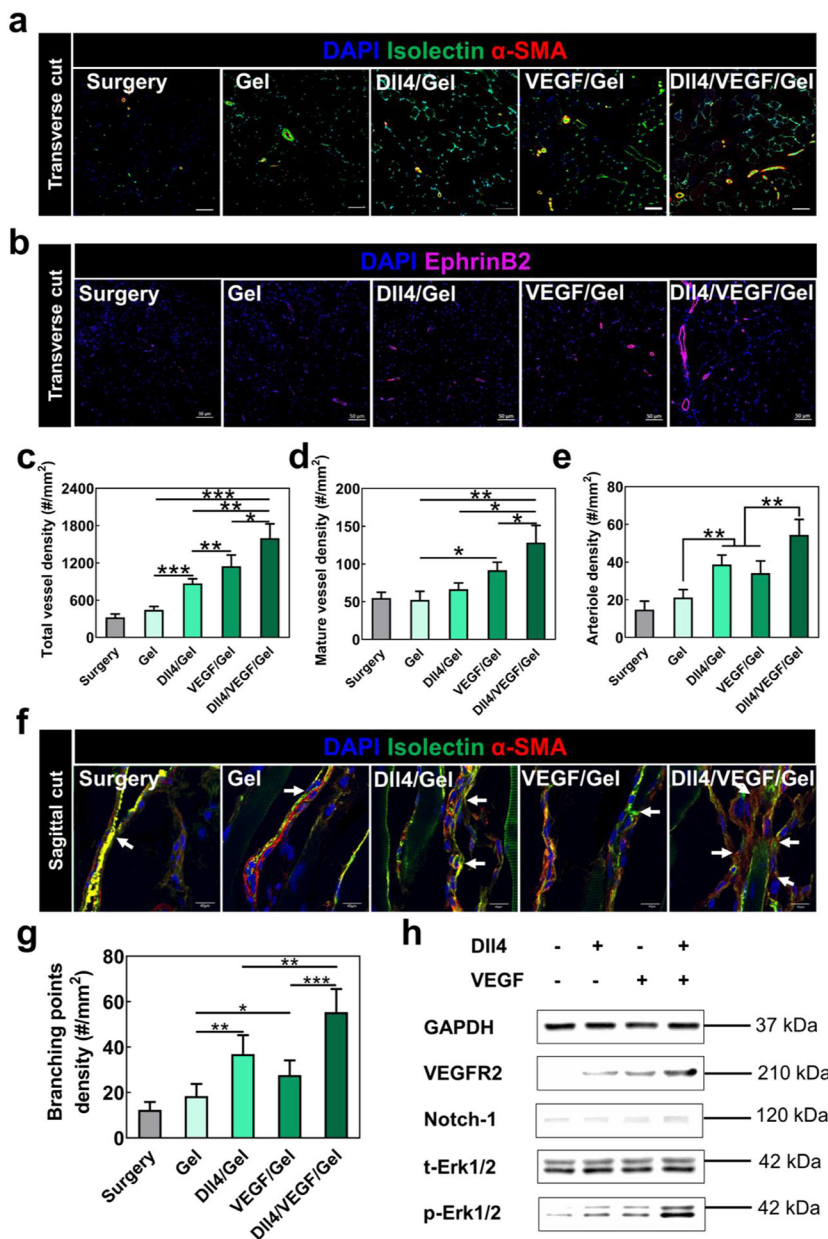 a
DAPI Isolectin α-SMA
Transverse cut
Surgery Gel Dll4/Gel VEGF/Gel Dll4/VEGF/Gel
b
DAPI EphrinB2
Transverse cut
Surgery Gel Dll4/Gel VEGF/Gel Dll4/VEGF/Gel
50 μm 50 μm 50 μm 50 μm 50 μm
c
Total vessel density (#/mm²)
2400
1800
1200
600
0
***
**
*
**
***
Surgery Gel Dll4/Gel VEGF/Gel Dll4/VEGF/Gel
d
Mature vessel density (#/mm²)
200
150
100
50
0
**
*
*
*
Surgery Gel Dll4/Gel VEGF/Gel Dll4/VEGF/Gel
e
Arteriole density (#/mm²)
80
60
40
20
0
**
**
Surgery Gel Dll4/Gel VEGF/Gel Dll4/VEGF/Gel
f
DAPI Isolectin α-SMA
Sagittal cut
Surgery Gel Dll4/Gel VEGF/Gel Dll4/VEGF/Gel
g
Branching points
density (#/mm²)
80
60
40
20
0
**
***
*
**
Surgery Gel Dll4/Gel VEGF/Gel Dll4/VEGF/Gel
h
Dll4 - + - +
VEGF - - + +
GAPDH 37 kDa
VEGFR2 210 kDa
Notch-1 120 kDa
t-Erk1/2 42 kDa
p-Erk1/2 42 kDa